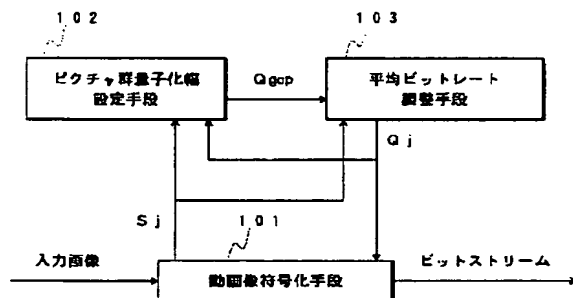 １０２
１０３
ピクチャ群量子化幅
設定手段
Ｑgop
平均ビットレート
調整手段
Ｑｊ
Ｓｊ
１０１
入力画像
動画像符号化手段
ビットストリーム